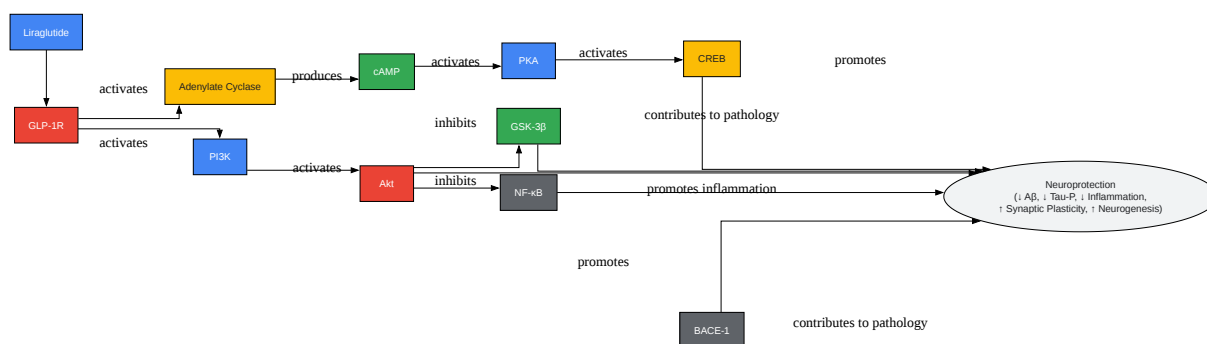 Liraglutide
GLP-1R
activates
activates
Adenylate Cyclase
PI3K
produces
activates
cAMP
Akt
activates
inhibits
inhibits
PKA
GSK-3β
NF-κB
activates
CREB
promotes
contributes to pathology
promotes inflammation
Neuroprotection
(↓ Aβ, ↓ Tau-P, ↓ Inflammation,
↑ Synaptic Plasticity, ↑ Neurogenesis)
promotes
BACE-1
contributes to pathology